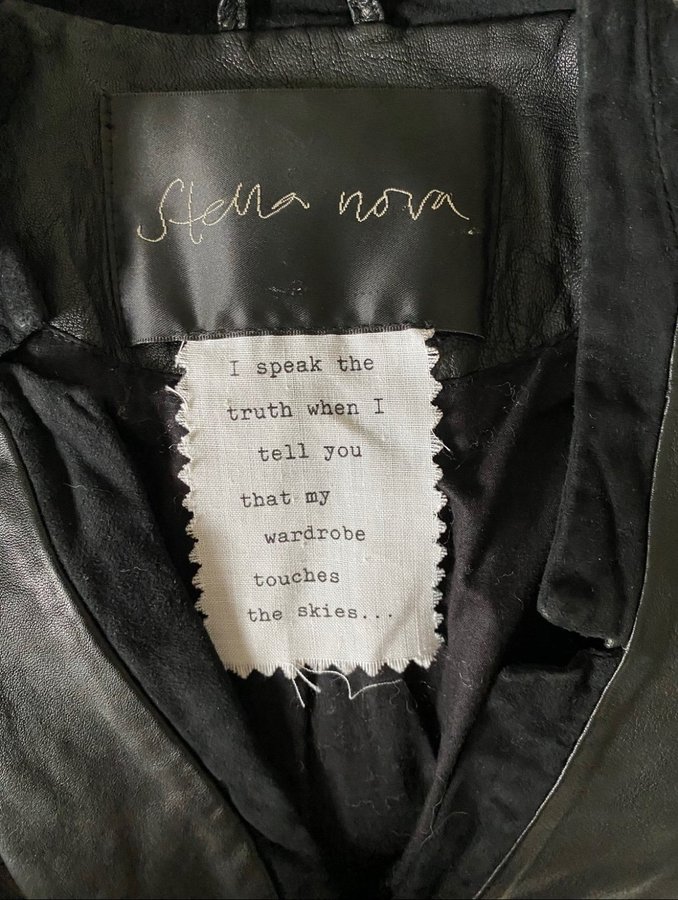 stella nova
I speak the
truth when I
tell you
that my
wardrobe
touches
the skies...